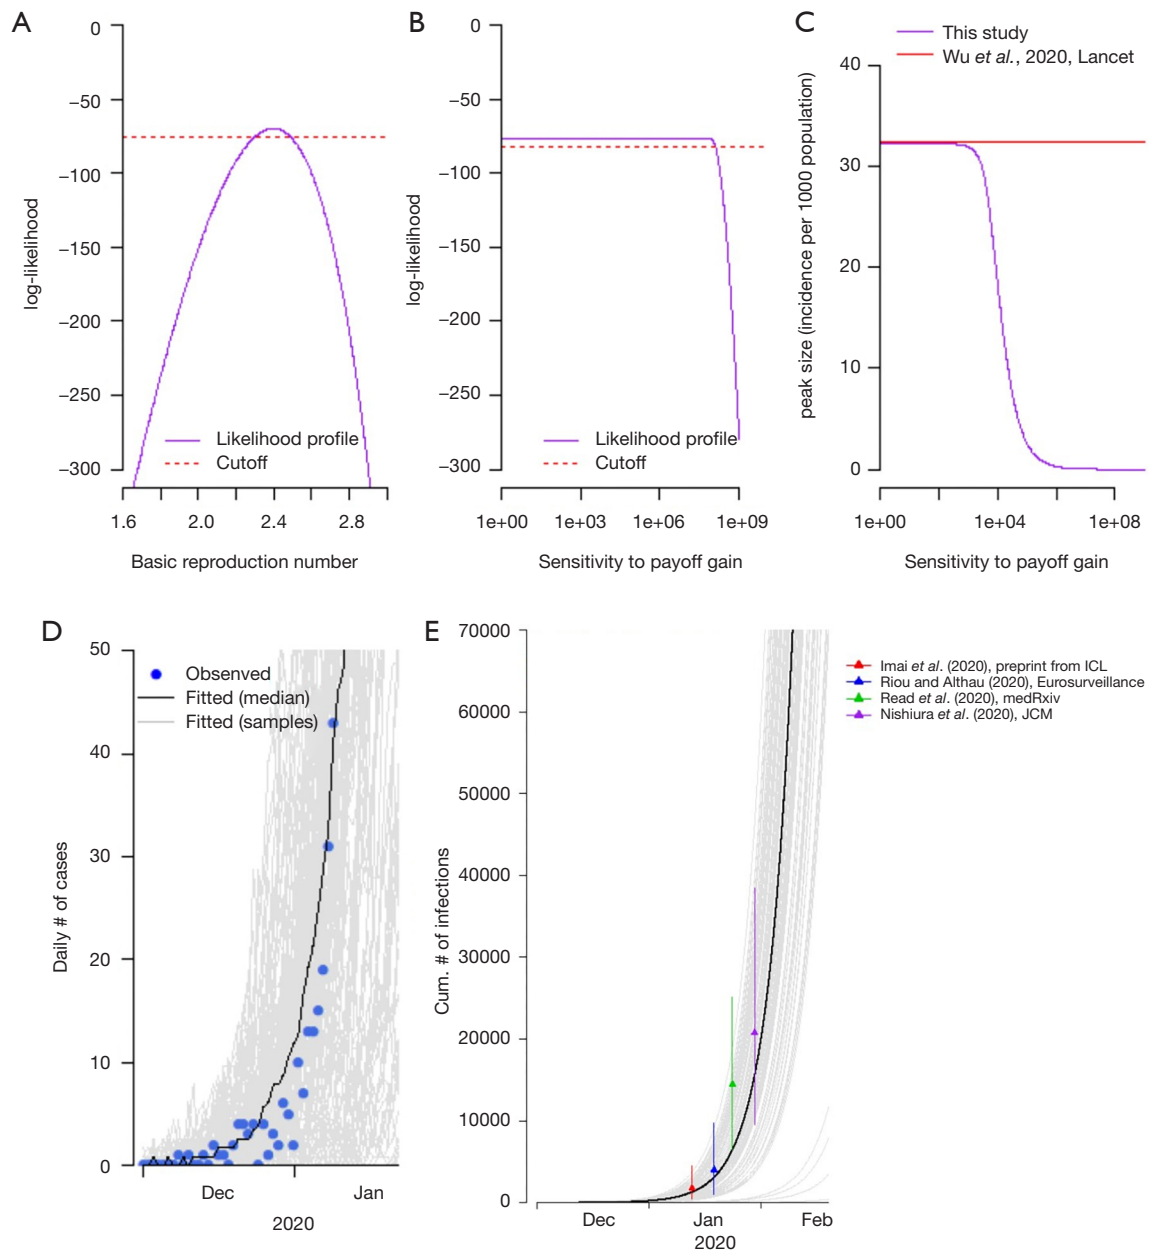 A
0
−50
−100
−150
−200
−250
−300
log-likelihood
Likelihood profile
Cutoff
1.6 2.0 2.4 2.8
Basic reproduction number
B
0
−50
−100
−150
−200
−250
−300
log-likelihood
Likelihood profile
Cutoff
1e+00 1e+03 1e+06 1e+09
Sensitivity to payoff gain
C
This study
Wu et al., 2020, Lancet
40
30
20
10
0
peak size (incidence per 1000 population)
1e+00 1e+04 1e+08
Sensitivity to payoff gain
D
50
40
30
20
10
0
Daily # of cases
Observed
Fitted (median)
Fitted (samples)
Dec Jan
2020
E
70000
60000
50000
40000
30000
20000
10000
0
Cum. # of infections
Dec Jan Feb
2020
Imai et al. (2020), preprint from ICL
Riou and Althau (2020), Eurosurveillance
Read et al. (2020), medRxiv
Nishiura et al. (2020), JCM